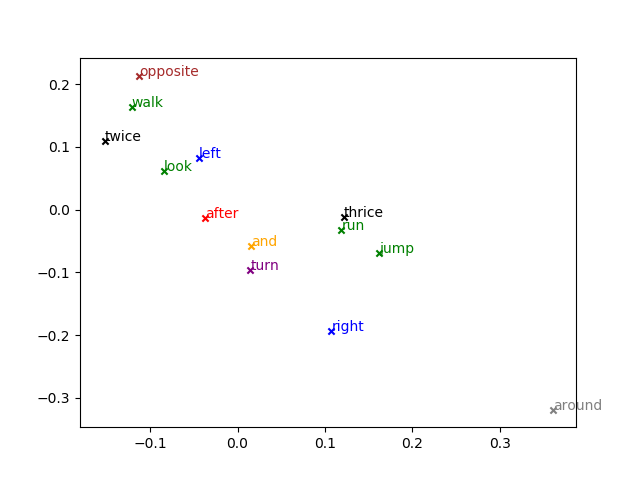 opposite
0.2
walk
twice
0.1
left
look
0.0
after
thrice
run
and
jump
−0.1
turn
−0.2
right
−0.3
around
−0.1 0.0 0.1 0.2 0.3